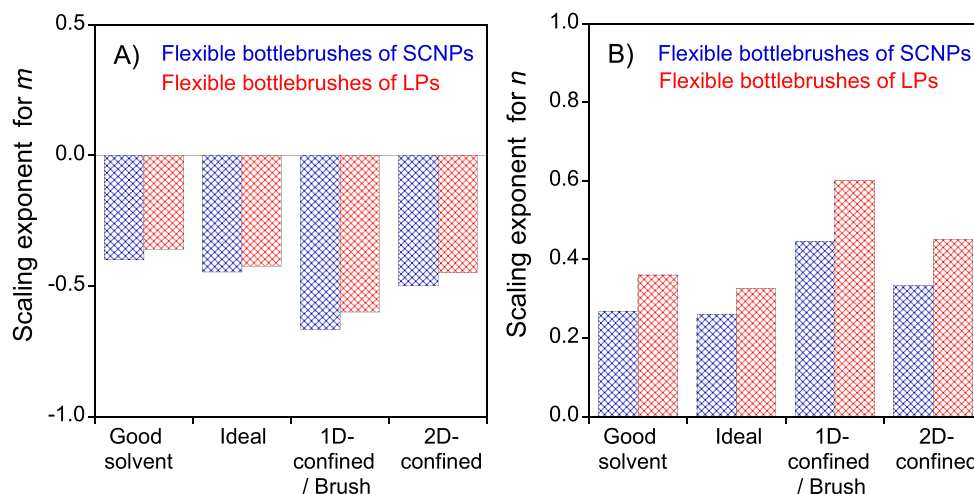 A)
Flexible bottlebrushes of SCNPs
Flexible bottlebrushes of LPs
Scaling exponent for m
0.5
0.0
-0.5
-1.0
Good solvent
Ideal
1D-confined / Brush
2D-confined
B)
Flexible bottlebrushes of SCNPs
Flexible bottlebrushes of LPs
Scaling exponent for n
1.0
0.8
0.6
0.4
0.2
0.0
Good solvent
Ideal
1D-confined / Brush
2D-confined